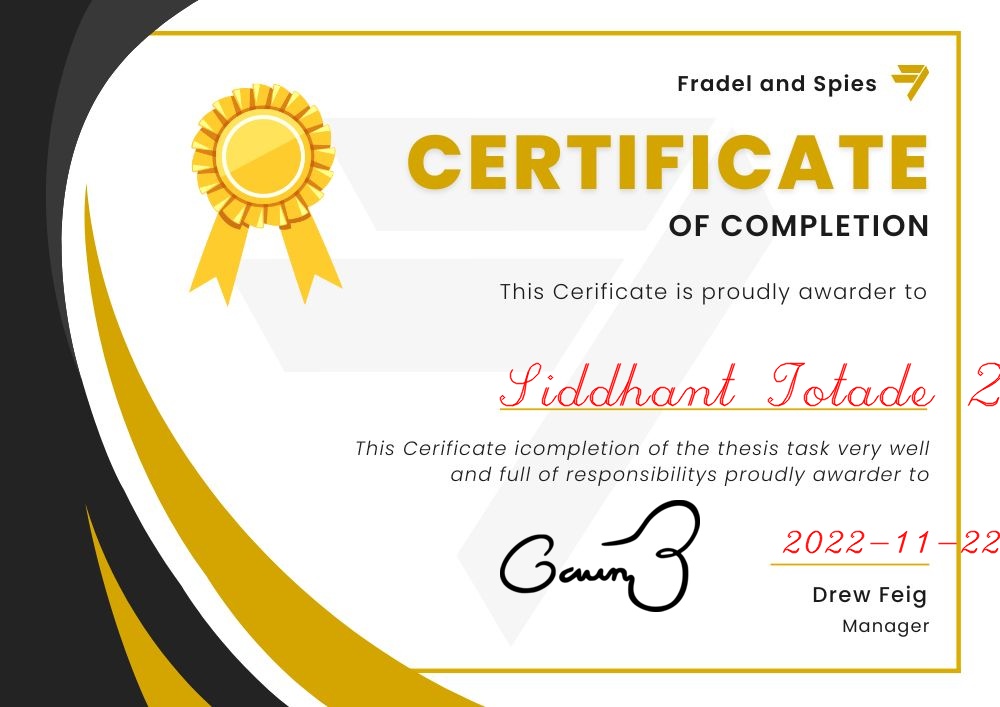 Fradel and Spies
CERTIFICATE
OF COMPLETION
This Cerificate is proudly awarder to
Siddhant Totade 2
This Cerificate icompletion of the thesis task very well
and full of responsibilitys proudly awarder to
2022-11-22
Drew Feig
Manager